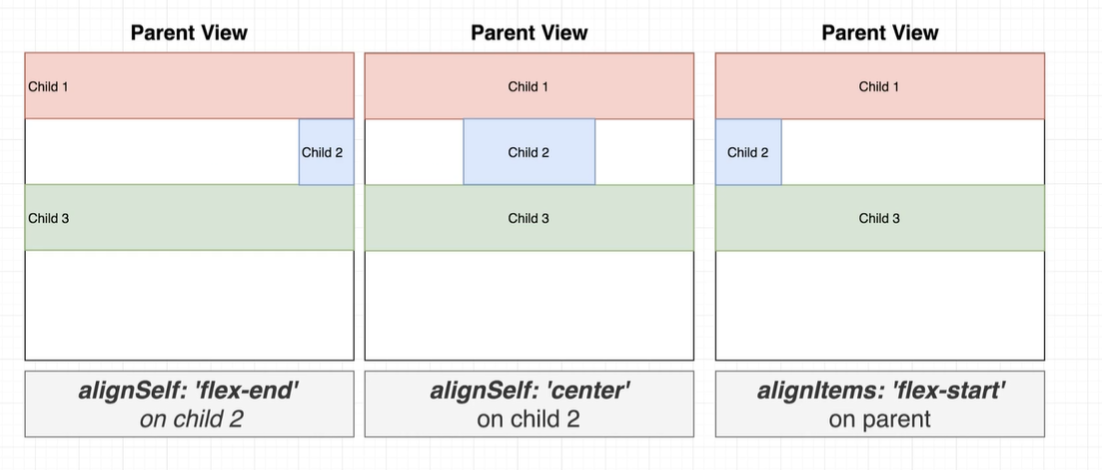 Parent View
Child 1
Child 2
Child 3
alignSelf: 'flex-end'
on child 2
Parent View
Child 1
Child 2
Child 3
alignSelf: 'center'
on child 2
Parent View
Child 1
Child 2
Child 3
alignItems: 'flex-start'
on parent